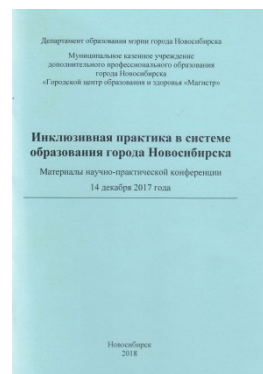 Департамент образования мэрии города Новосибирска
Муниципальное казенное учреждение
дополнительного профессионального образования
города Новосибирска
«Городской центр образования и здоровья «Магистр»
Инклюзивная практика в системе
образования города Новосибирска
Материалы научно-практической конференции
14 декабря 2017 года
Новосибирск
2018